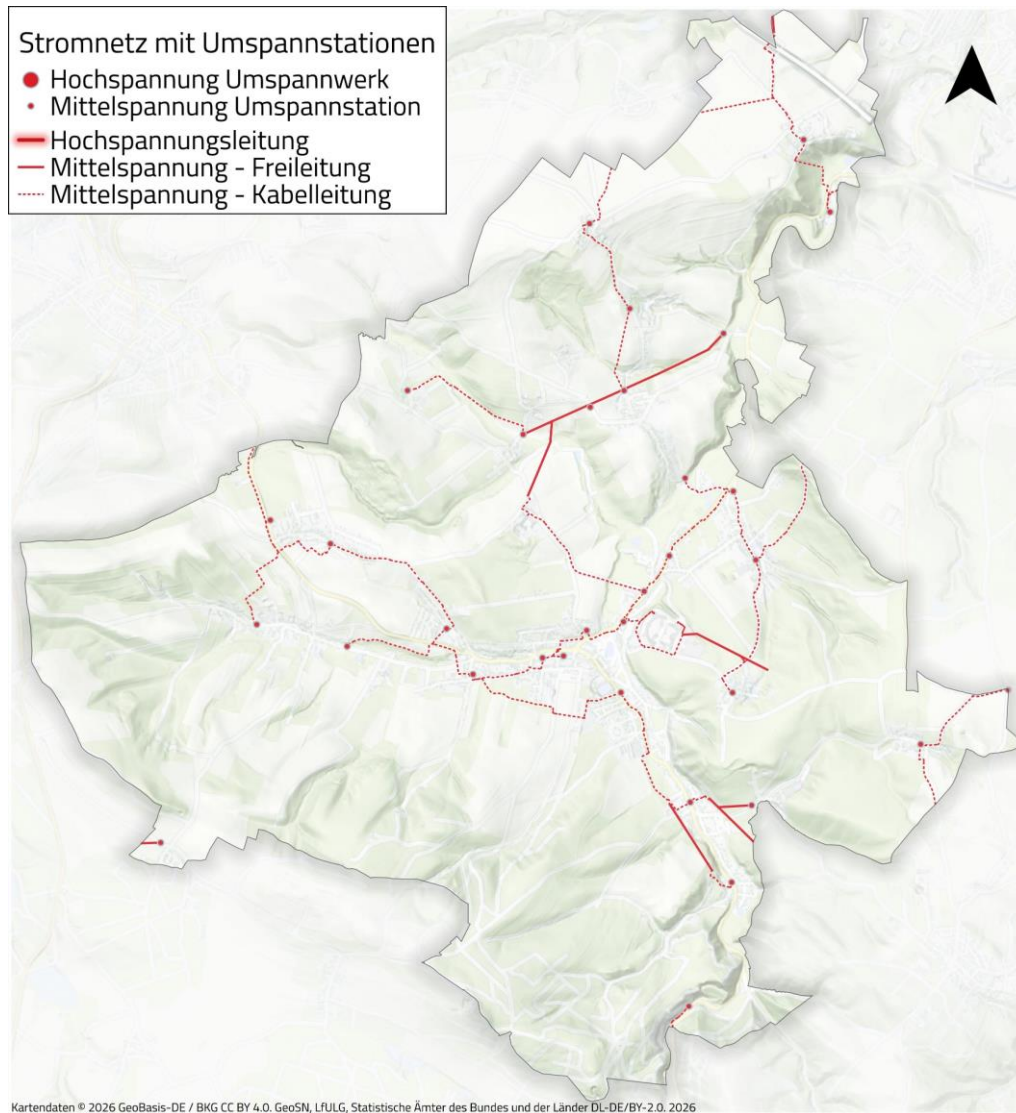 Stromnetz mit Umspannstationen
Hochspannung Umspannwerk
Mittelspannung Umspannstation
Hochspannungsleitung
Mittelspannung - Freileitung
Mittelspannung - Kabelleitung
Kartendaten © 2026 GeoBasis-DE / BKG CC BY 4.0. GeoSN, LfULG, Statistische Ämter des Bundes und der Länder DL-DE/BY-2.0. 2026